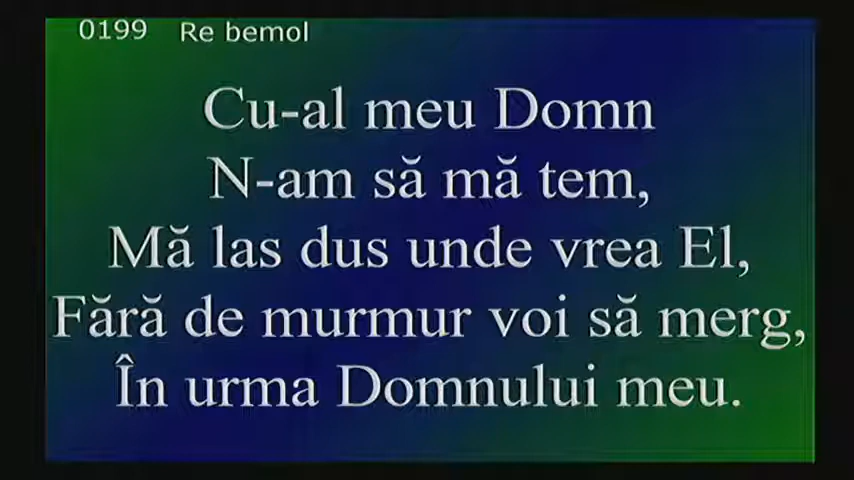 0199 Re bemol
Cu-al meu Domn
N-am să mă tem,
Mă las dus unde vrea El,
Fără de murmur voi să merg,
În urma Domnului meu.